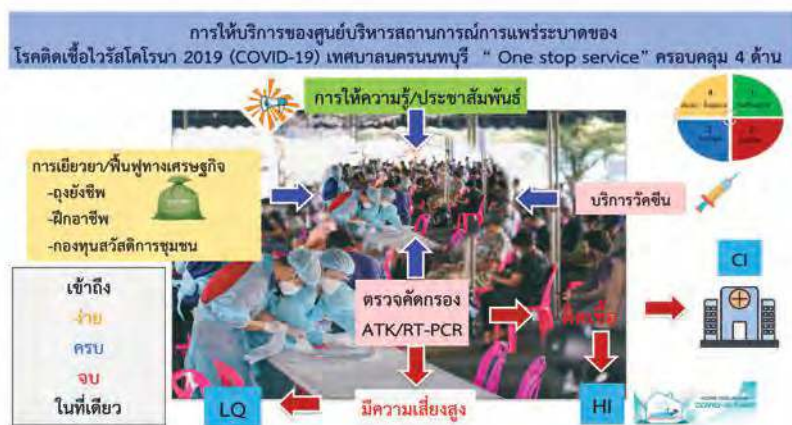 การให้บริการของศูนย์บริหารสถานการณ์การแพร่ระบาดของ
โรคติดเชื้อไวรัสโคโรนา 2019 (COVID-19) เทศบาลนครนนทบุรี “ One stop service” ครอบคลุม 4 ด้าน
การให้ความรู้/ประชาสัมพันธ์
การเยียวยา/ฟื้นฟูทางเศรษฐกิจ
-ถุงยังชีพ
-ฝึกอาชีพ
-กองทุนสวัสดิการชุมชน
บริการวัคซีน
เข้าถึง
ง่าย
ครบ
จบ
ในที่เดียว
ตรวจคัดกรอง
ATK/RT-PCR
ติดเชื้อ
CI
LQ
มีความเสี่ยงสูง
HI